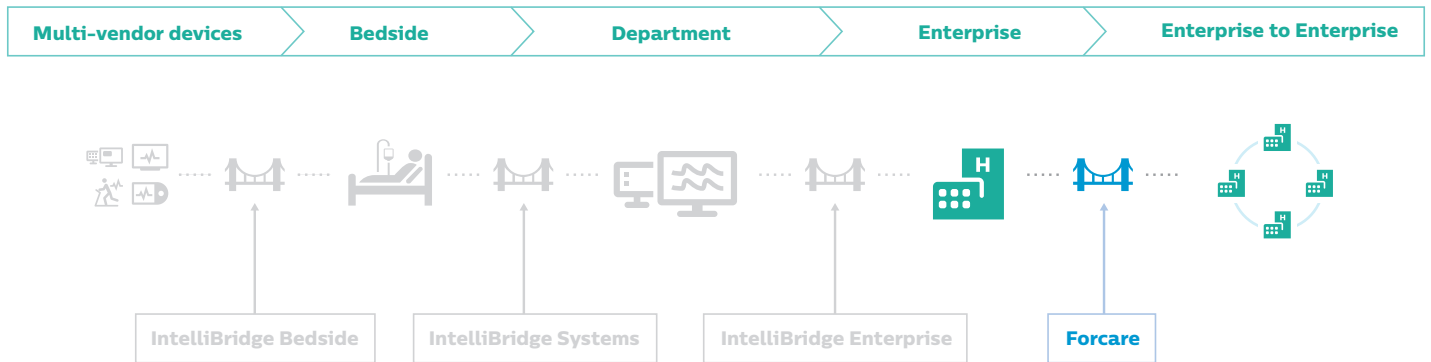 Multi-vendor devices
Bedside
Department
Enterprise
Enterprise to Enterprise
H
H
H
H
H
IntelliBridge Bedside
IntelliBridge Systems
IntelliBridge Enterprise
Forcare